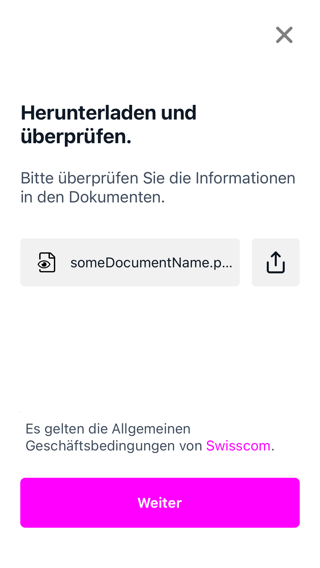 Herunterladen und
überprüfen.
Bitte überprüfen Sie die Informationen
in den Dokumenten.
someDocumentName.p...
Es gelten die Allgemeinen
Geschäftsbedingungen von Swisscom.
Weiter